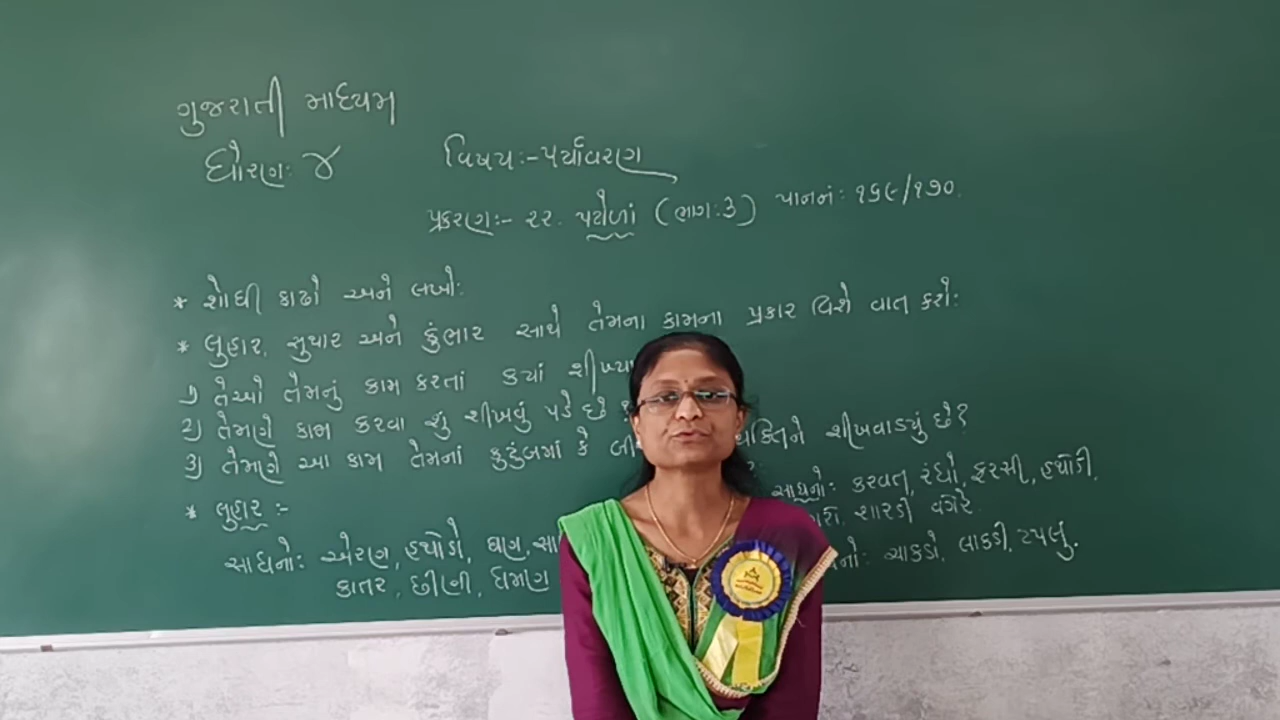 ગુજરાતી માધ્યમ
ધોરણ: ૪
વિષય:- પર્યાવરણ
પ્રકરણ:- ૨૨. પટોળાં (ભાગ:૩) પાનનં: ૧૬૯/૧૭૦.
* શોધી કાઢો અને લખો:
* લુહાર, સુથાર અને કુંભાર સાથે તેમના કામના પ્રકાર વિશે વાત કરો:
૧) તેઓ તેમનું કામ કરતાં કયાં શીખ્યા
૨) તેમણે કામ કરવા શું શીખવું પડે છે ?
૩) તેમણે આ કામ તેમનાં કુટુંબમાં કે શીખવાડ્યું છે?
* લુહાર :-
સાધનો: કરવત, રંધો, ફરસી, હથોડી,
શારડી વગેરે.
સાધનો: એરણ, હથોડો, ઘણ,
ચાકડો, લાકડી, ટપલું.
કાતર, છીણી, ધમણ